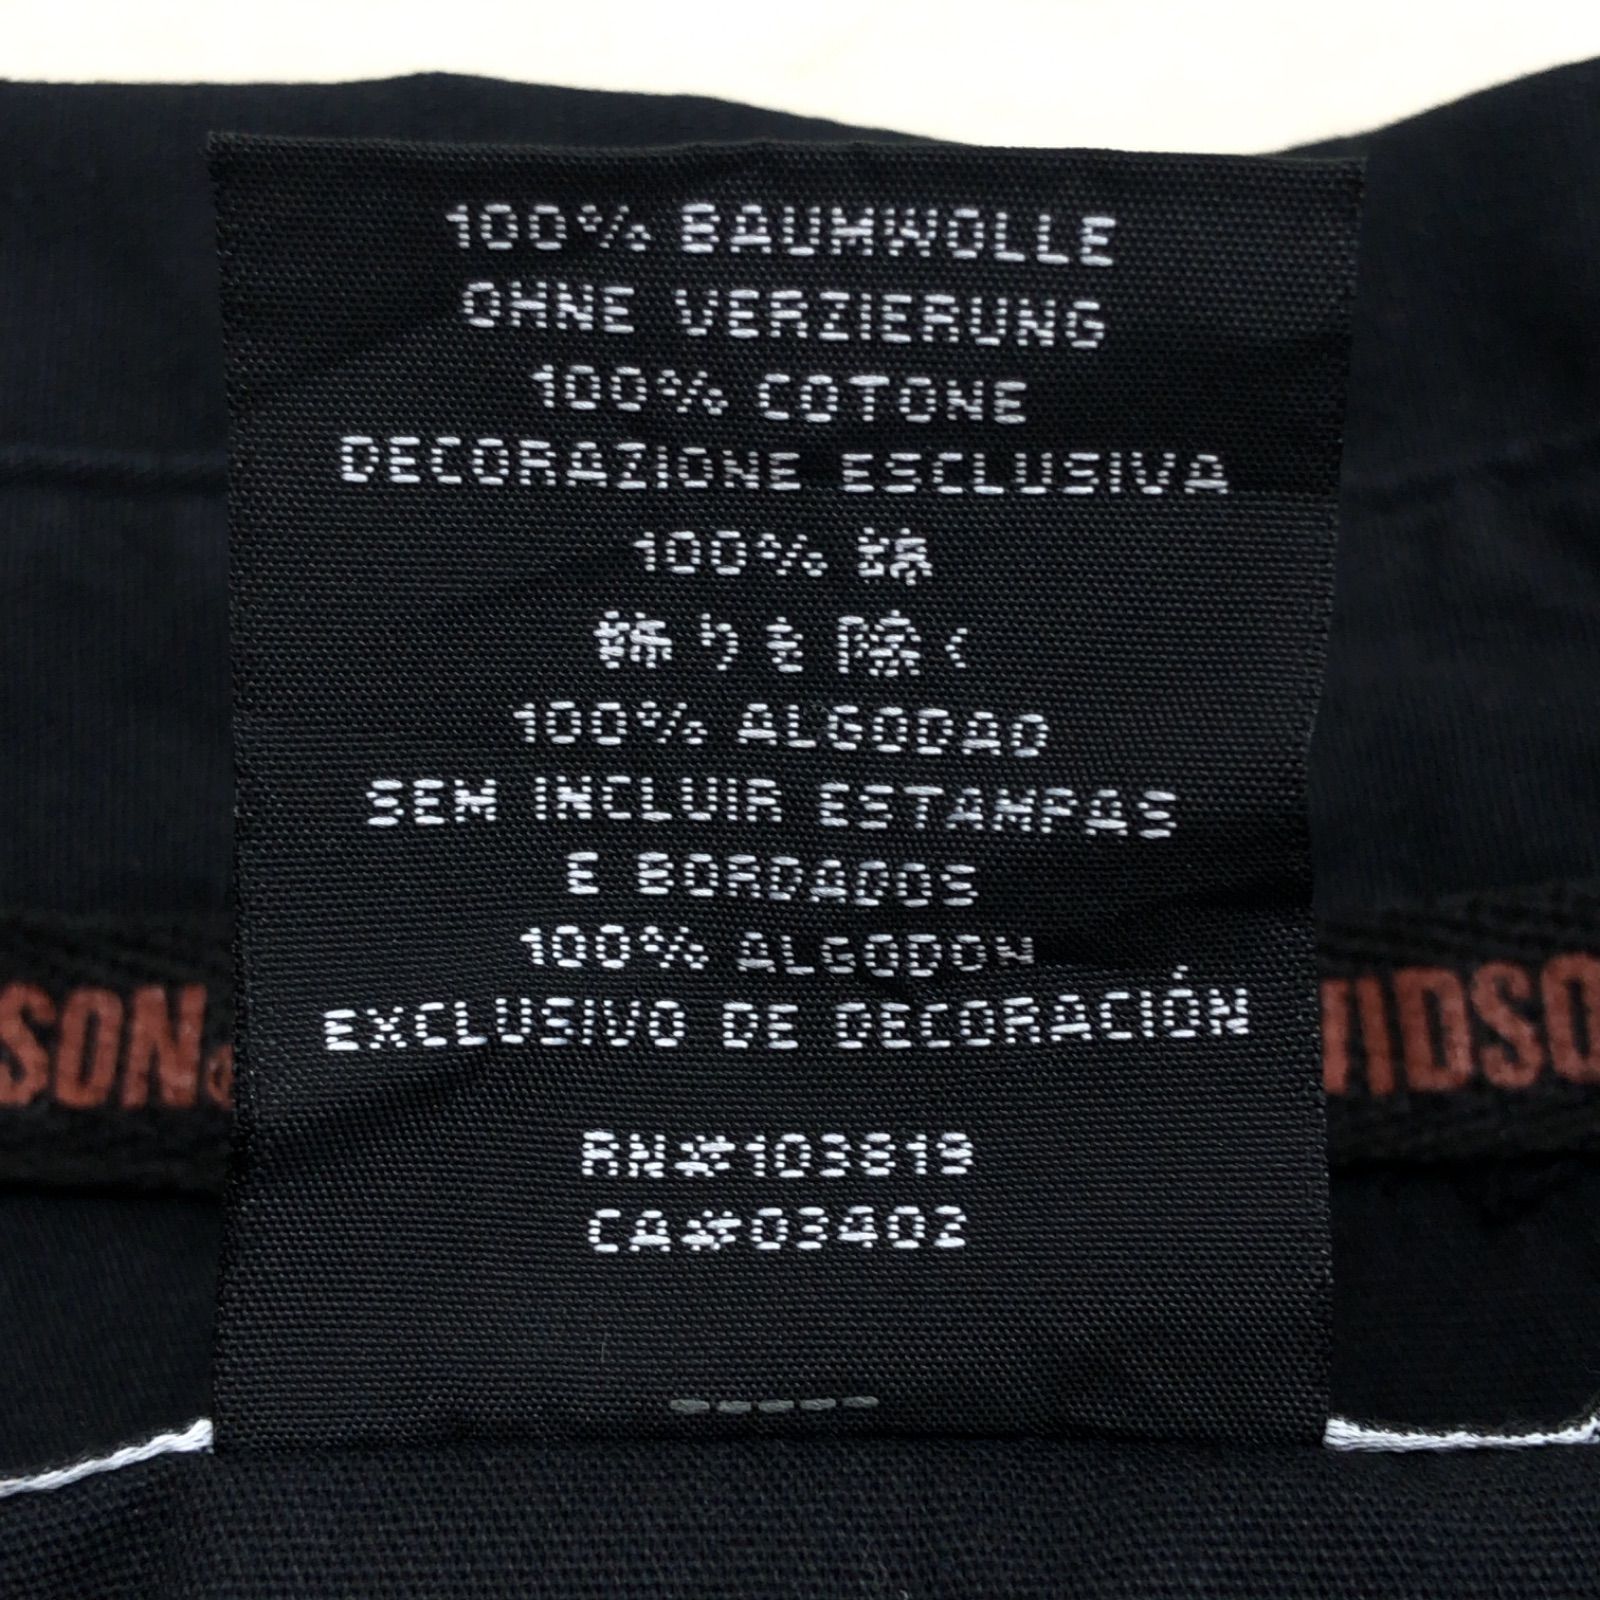 100% BAUMWOLLE
OHNE VERZIERUNG
100% COTONE
DECORAZIONE ESCLUSIVA
100% 綿
飾りを除く
100% ALGODAO
SEM INCLUIR ESTAMPAS
E BORDADOS
100% ALGODON
EXCLUSIVO DE DECORACIÓN
SON
VIDSO
RN#103819
CA#03402